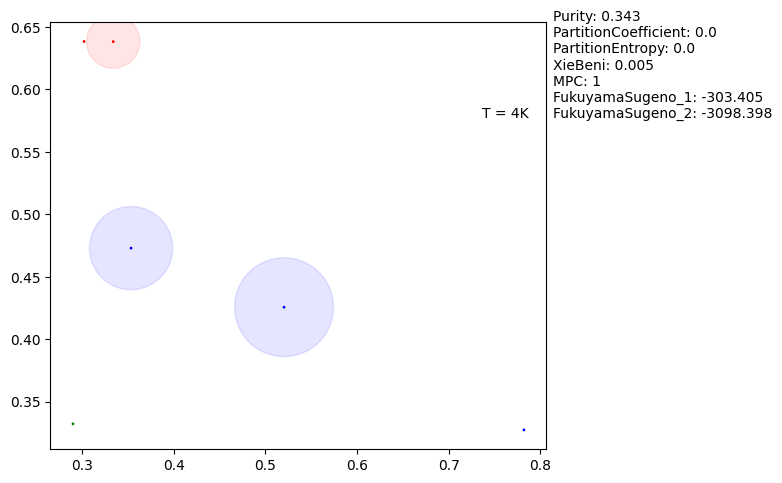 Purity: 0.343
PartitionCoefficient: 0.0
PartitionEntropy: 0.0
XieBeni: 0.005
MPC: 1
FukuyamaSugeno_1: -303.405
FukuyamaSugeno_2: -3098.398
T = 4K
0.65
0.60
0.55
0.50
0.45
0.40
0.35
0.3 0.4 0.5 0.6 0.7 0.8